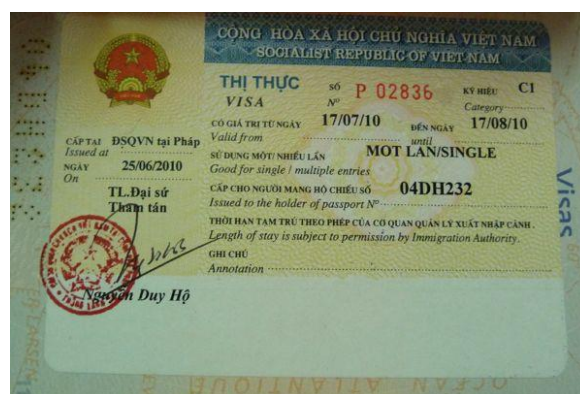 CỘNG HÒA XÃ HỘI CHỦ NGHĨA VIỆT NAM
SOCIALIST REPUBLIC OF VIET NAM
THỊ THỰC
VISA
SỐ
Nº
P 02836
KÝ HIỆU
Category
C1
CÓ GIÁ TRỊ TỪ NGÀY
Valid from
17/07/10
ĐẾN NGÀY
until
17/08/10
CẤP TẠI
Issued at
ĐSQVN tại Pháp
NGÀY
On
25/06/2010
SỬ DỤNG MỘT/ NHIỀU LẦN
Good for single / multiple entries
MOT LAN/SINGLE
CẤP CHO NGƯỜI MANG HỘ CHIẾU SỐ
Issued to the holder of passport Nº
04DH232
TL.Đại sứ
Tham tán
THỜI HẠN TẠM TRÚ THEO PHÉP CỦA CƠ QUAN QUẢN LÝ XUẤT NHẬP CẢNH .
Length of stay is subject to permission by Immigration Authority.
GHI CHÚ
Annotation
Nguyễn Duy Hộ
Visas